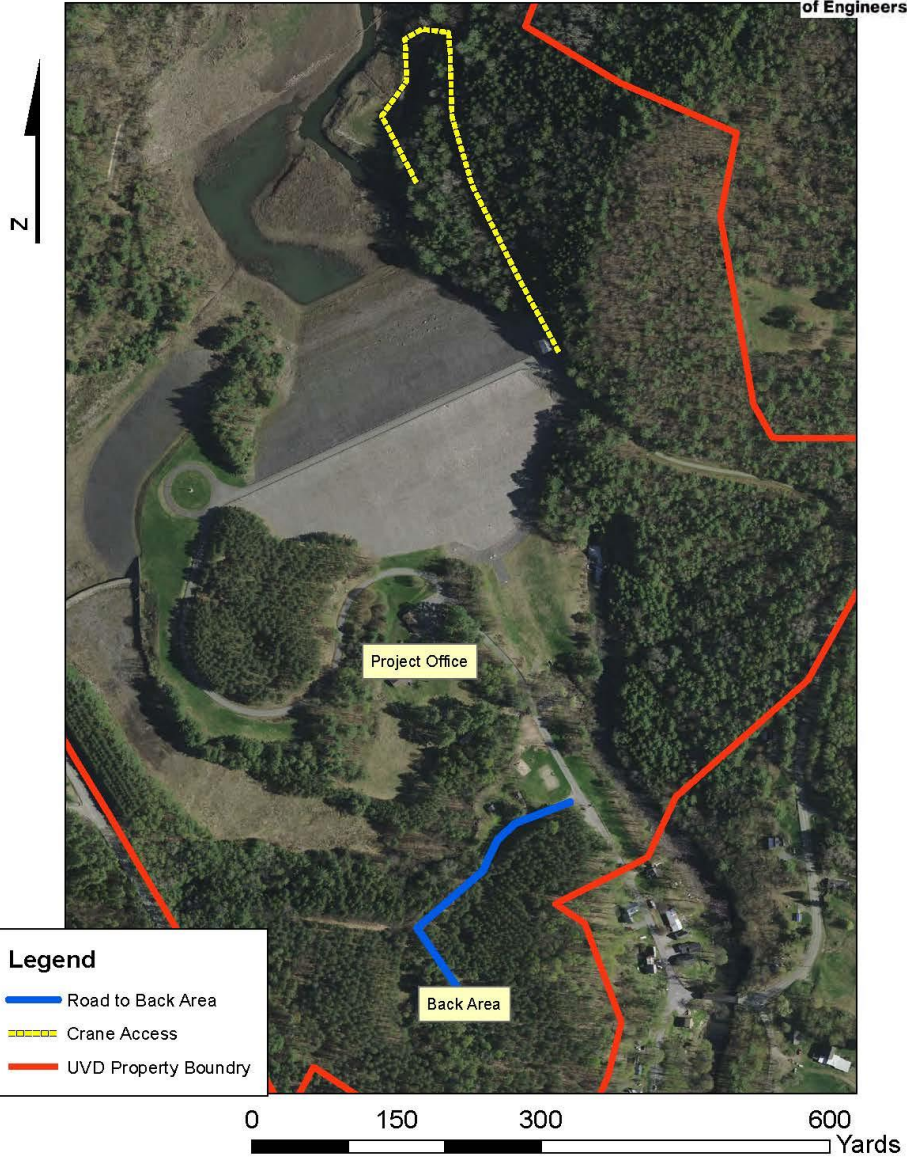 of Engineers
N
Project Office
Back Area
Legend
Road to Back Area
Crane Access
UVD Property Boundry
0 150 300 600
Yards